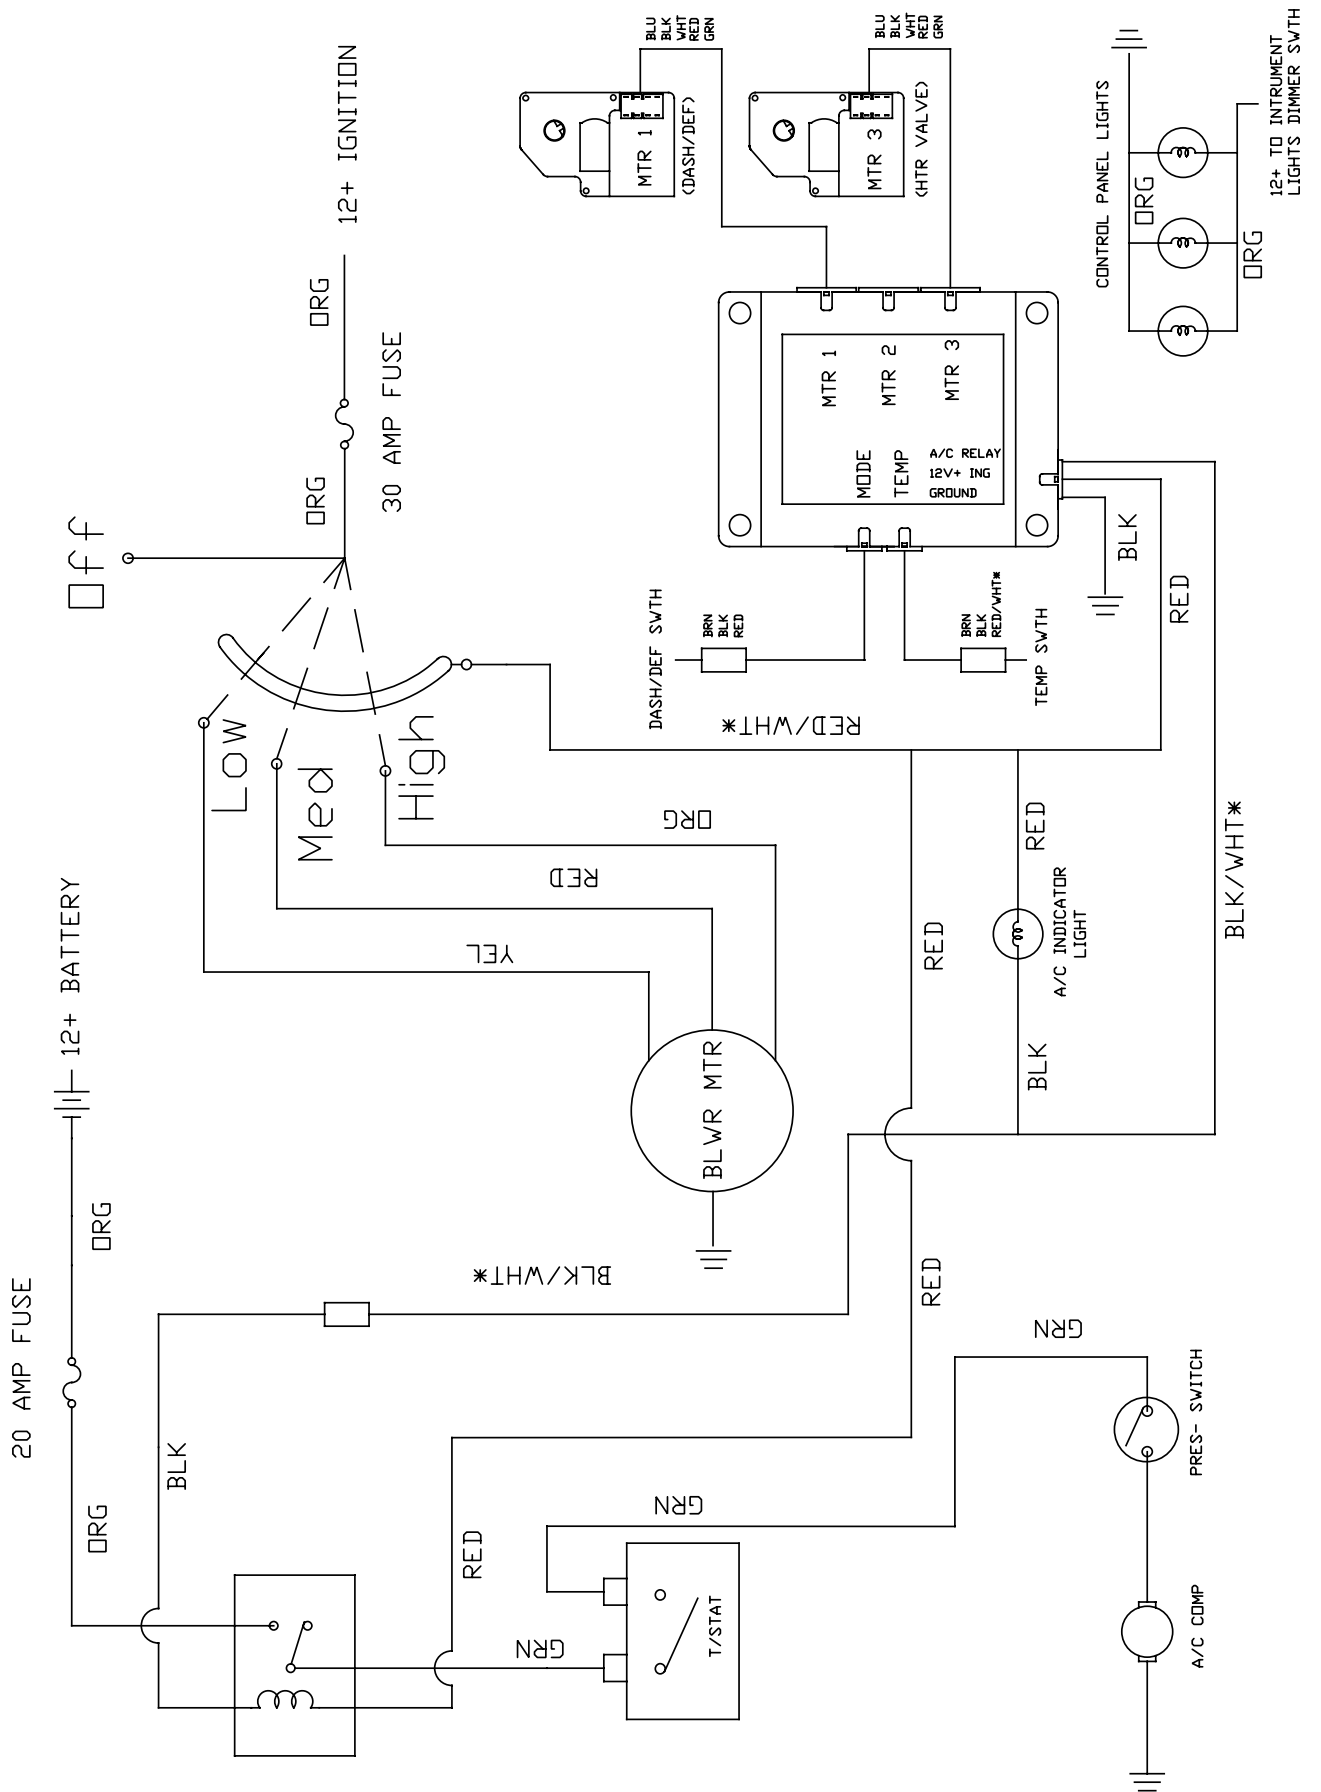 BLU
BLK
WHT
RED
GRN
BLU
BLK
WHT
RED
GRN
12+ IGNITION
ORG
30 AMP FUSE
ORG
Off
MTR 1
(DASH/DEF)
MTR 3
(HTR VALVE)
CONTROL PANEL LIGHTS
ORG
ORG
12+ TO INTRUMENT
LIGHTS DIMMER SWTH
MTR 1
MTR 2
MTR 3
MODE
TEMP
A/C RELAY
12V+ ING
GROUND
BLK
RED
DASH/DEF SWTH
BRN
BLK
RED
BRN
BLK
RED/WHT*
TEMP SWTH
RED/WHT*
Low
Med
High
ORG
RED
YEL
12+ BATTERY
BLWR MTR
RED
RED
A/C INDICATOR
LIGHT
BLK
BLK/WHT*
ORG
20 AMP FUSE
BLK/WHT*
RED
GRN
PRES- SWITCH
BLK
ORG
GRN
RED
GRN
T/STAT
A/C COMP